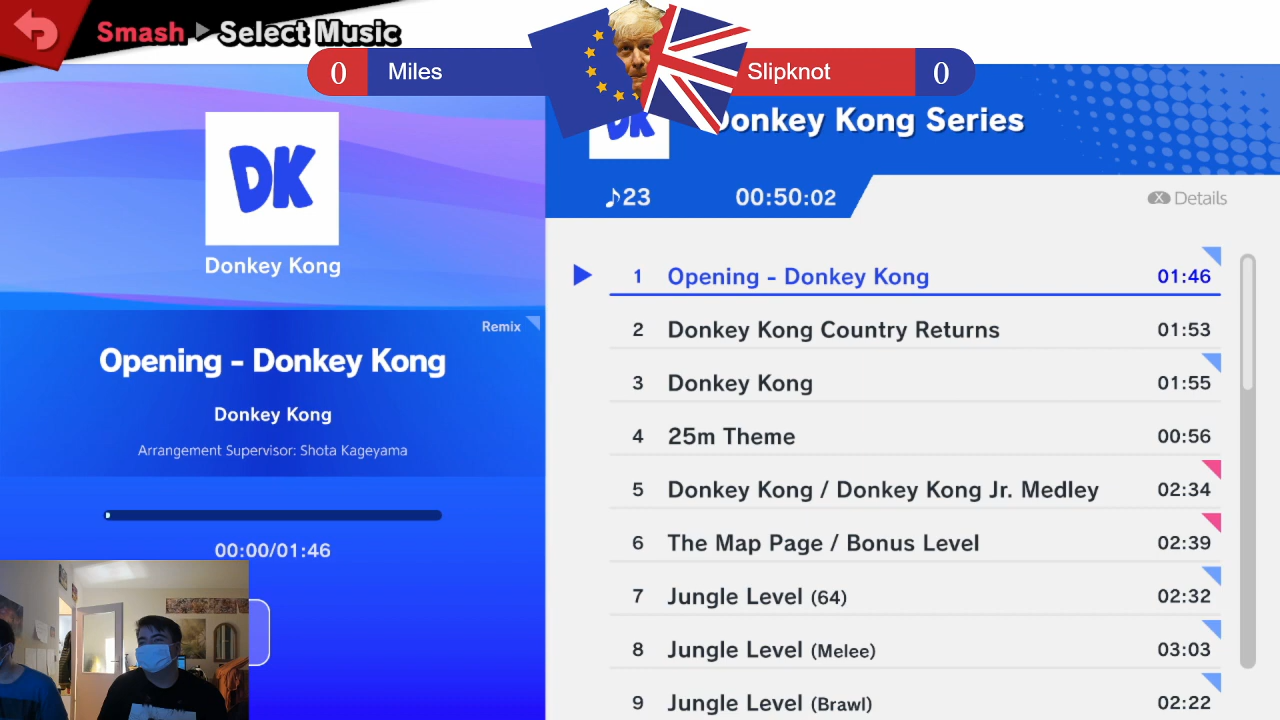 Smash
Select Music
0
Miles
Slipknot
0
DK
Donkey Kong
Remix
Opening - Donkey Kong
Donkey Kong
Arrangement Supervisor: Shota Kageyama
00:00/01:46
DK
Donkey Kong Series
♪23
00:50:02
X Details
1 Opening - Donkey Kong 01:46
2 Donkey Kong Country Returns 01:53
3 Donkey Kong 01:55
4 25m Theme 00:56
5 Donkey Kong / Donkey Kong Jr. Medley 02:34
6 The Map Page / Bonus Level 02:39
7 Jungle Level (64) 02:32
8 Jungle Level (Melee) 03:03
9 Jungle Level (Brawl) 02:22